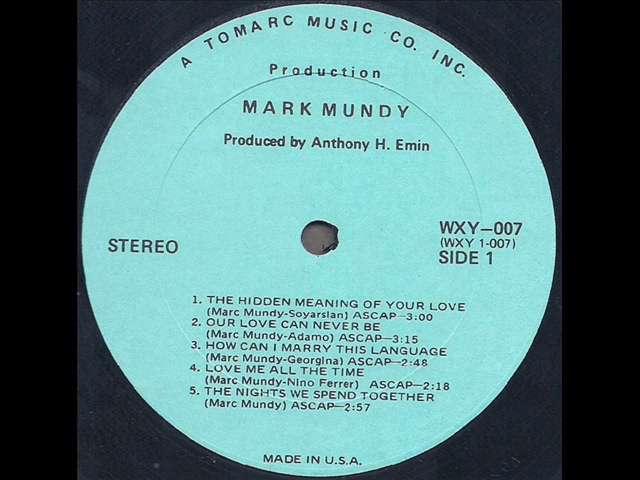 A TOMARC MUSIC CO. INC.
Production
MARK MUNDY
Produced by Anthony H. Emin
STEREO
WXY-007
(WXY 1-007)
SIDE 1
1. THE HIDDEN MEANING OF YOUR LOVE
(Marc Mundy-Soyarslan) ASCAP-3:00
2. OUR LOVE CAN NEVER BE
(Marc Mundy-Adamo) ASCAP-3:15
3. HOW CAN I MARRY THIS LANGUAGE
(Marc Mundy-Georgina) ASCAP-2:48
4. LOVE ME ALL THE TIME
(Marc Mundy-Nino Ferrer) ASCAP-2:18
5. THE NIGHTS WE SPEND TOGETHER
(Marc Mundy) ASCAP-2:57
MADE IN U.S.A.